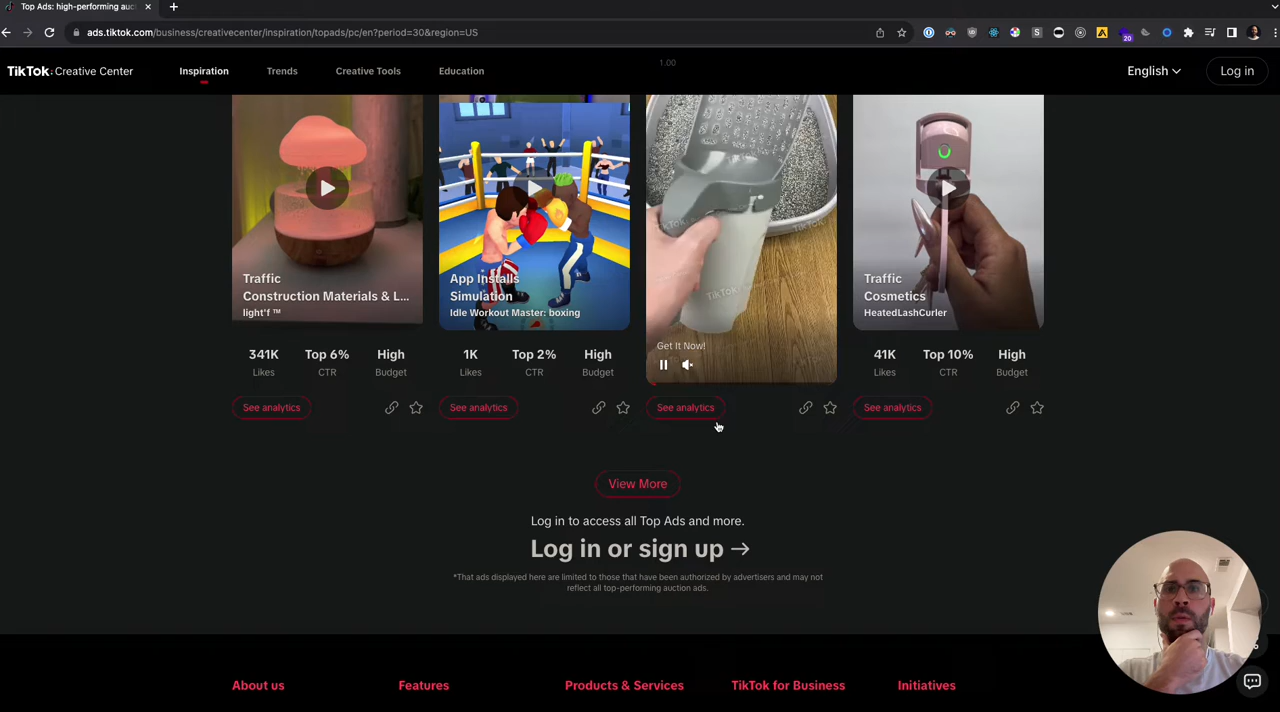 Top Ads: high-performing auc
ads.tiktok.com/business/creativecenter/inspiration/topads/pc/en?period=30&region=US
20
TikTok: Creative Center
Inspiration
Trends
Creative Tools
Education
1.00
English
Log in
Traffic
Construction Materials & L...
light'f ™
App Installs
Simulation
Idle Workout Master: boxing
TikTok
Get It Now!
Traffic
Cosmetics
HeatedLashCurler
341K
Top 6%
High
Likes
CTR
Budget
1K
Top 2%
High
Likes
CTR
Budget
41K
Top 10%
High
Likes
CTR
Budget
See analytics
See analytics
See analytics
See analytics
View More
Log in to access all Top Ads and more.
Log in or sign up →
*That ads displayed here are limited to those that have been authorized by advertisers and may not
reflect all top-performing auction ads.
About us
Features
Products & Services
TikTok for Business
Initiatives